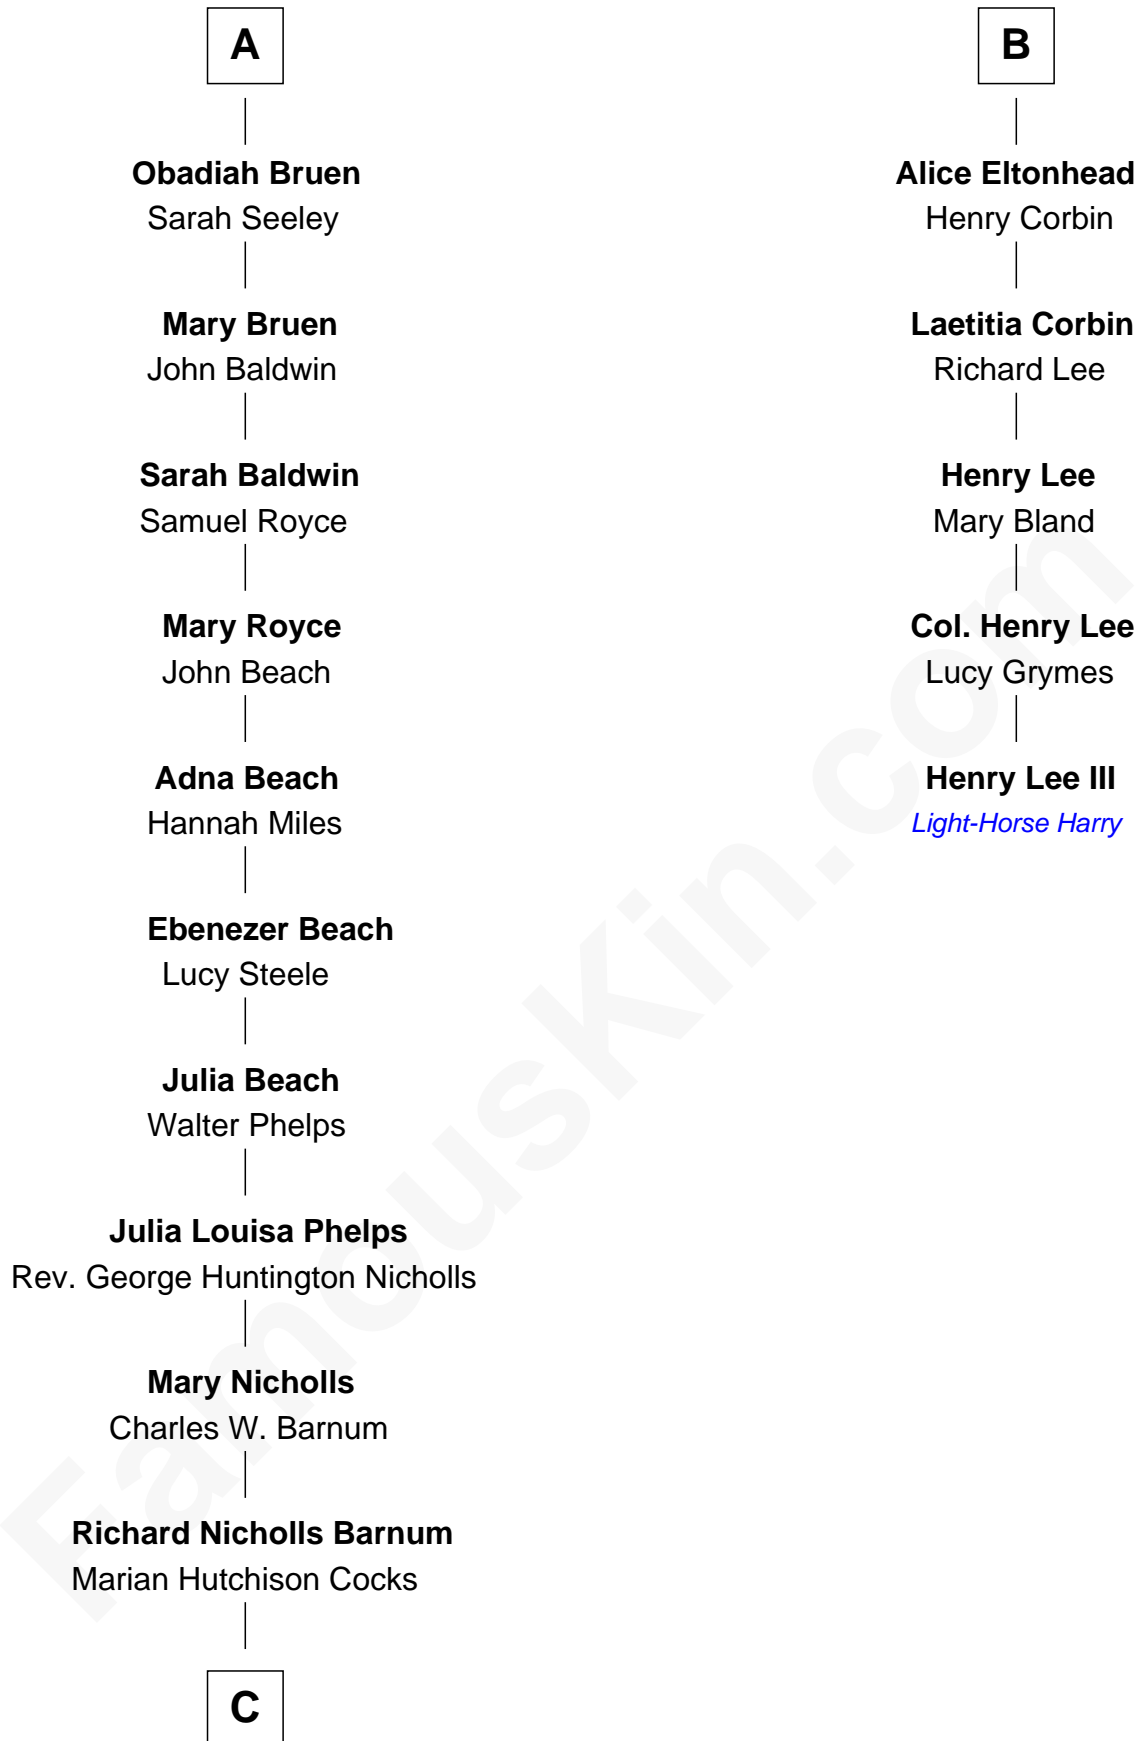 A
Obadiah Bruen
Sarah Seeley
Mary Bruen
John Baldwin
Sarah Baldwin
Samuel Royce
Mary Royce
John Beach
Adna Beach
Hannah Miles
Ebenezer Beach
Lucy Steele
Julia Beach
Walter Phelps
Julia Louisa Phelps
Rev. George Huntington Nicholls
Mary Nicholls
Charles W. Barnum
Richard Nicholls Barnum
Marian Hutchison Cocks
C
B
Alice Eltonhead
Henry Corbin
Laetitia Corbin
Richard Lee
Henry Lee
Mary Bland
Col. Henry Lee
Lucy Grymes
Henry Lee III
Light-Horse Harry
FamousKin.com